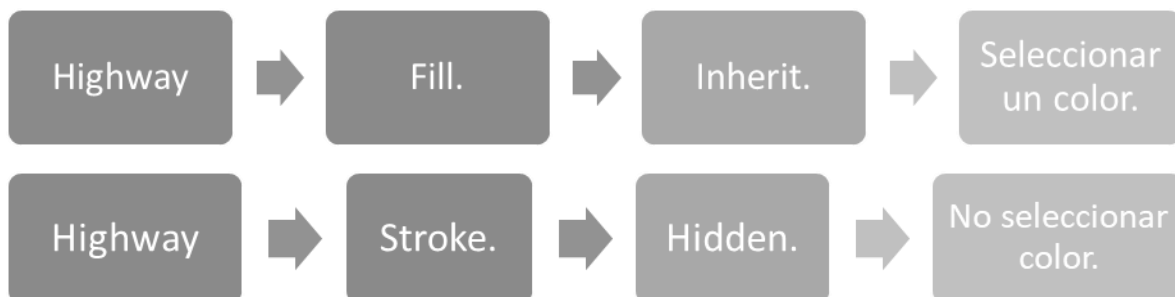 Highway
Fill.
Inherit.
Seleccionar
un color.
Highway
Stroke.
Hidden.
No seleccionar
color.